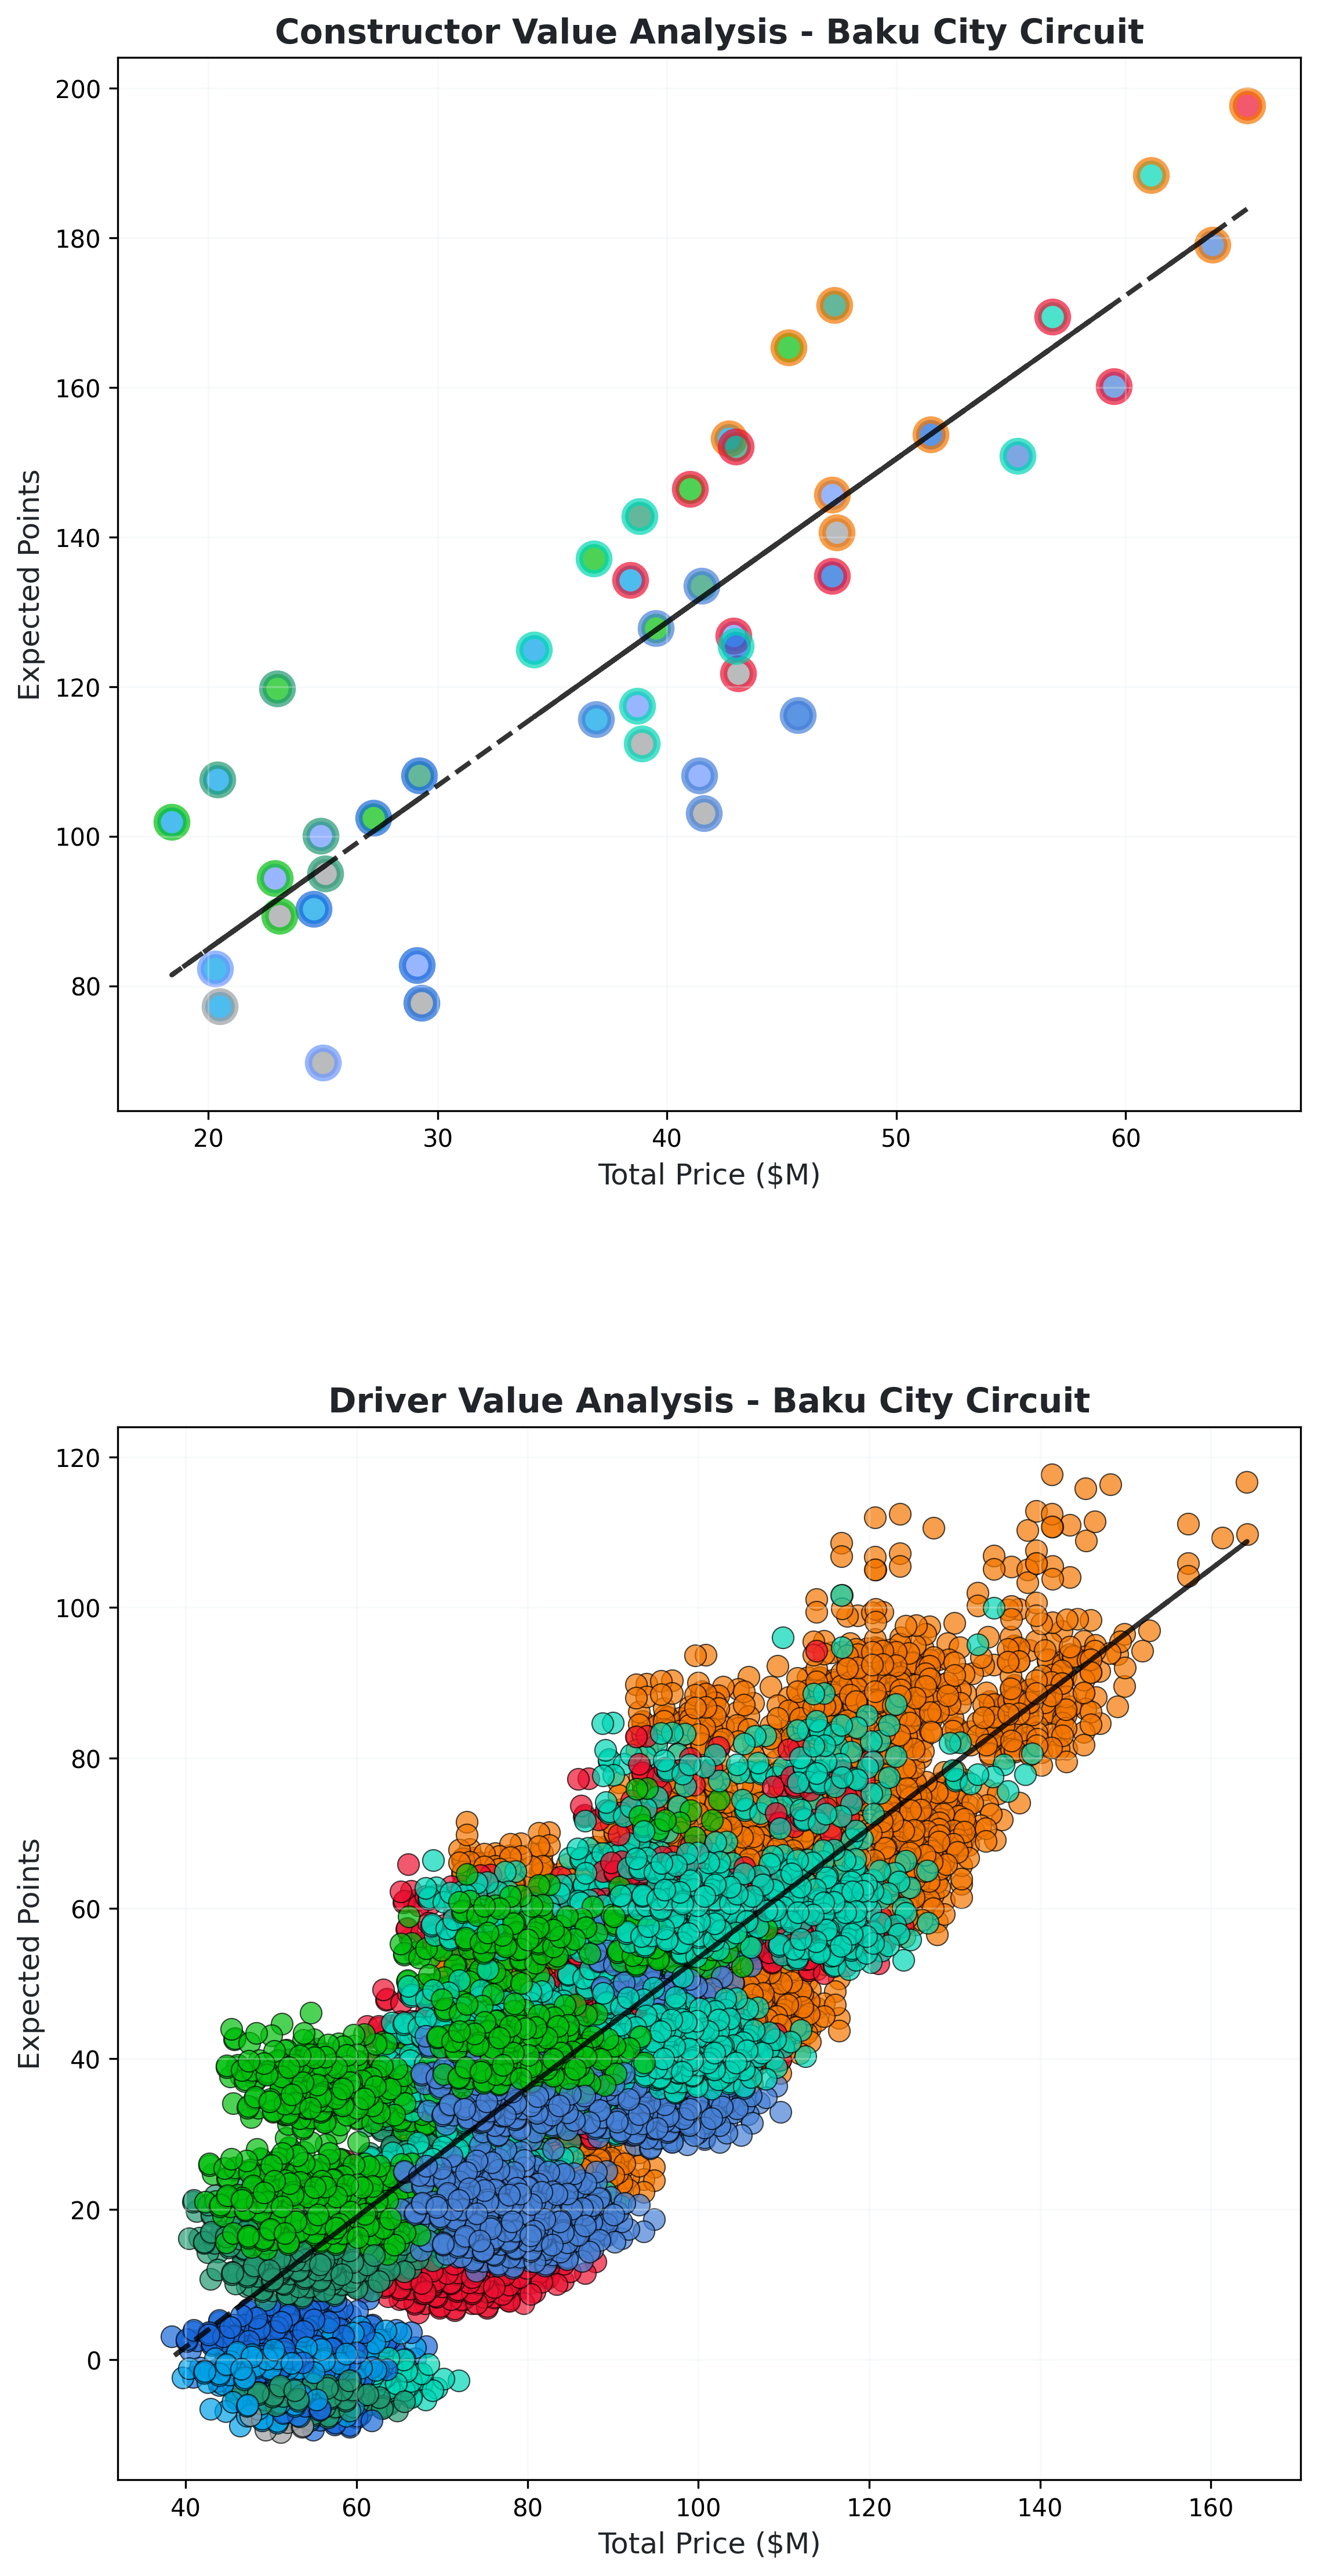 Constructor Value Analysis - Baku City Circuit
200
180
160
140
120
100
80
Expected Points
20 30 40 50 60
Total Price ($M)
Driver Value Analysis - Baku City Circuit
120
100
80
60
40
20
0
Expected Points
40 60 80 100 120 140 160
Total Price ($M)